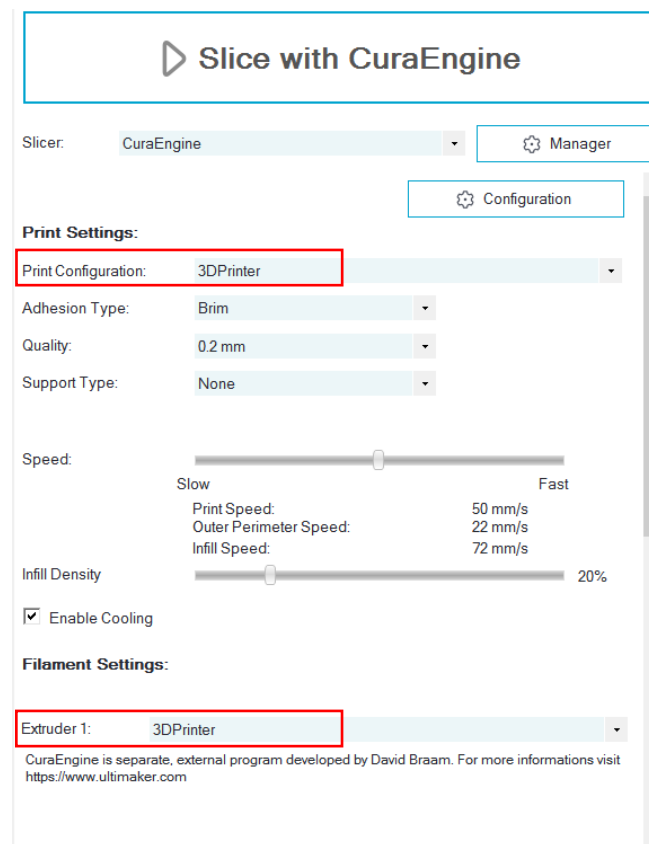 Slice with CuraEngine
Slicer: CuraEngine Manager
Configuration
Print Settings:
Print Configuration: 3DPrinter
Adhesion Type: Brim
Quality: 0.2 mm
Support Type: None
Speed:
Slow Fast
Print Speed: 50 mm/s
Outer Perimeter Speed: 22 mm/s
Infill Speed: 72 mm/s
Infill Density 20%
Enable Cooling
Filament Settings:
Extruder 1: 3DPrinter
CuraEngine is separate, external program developed by David Braam. For more informations visit
https://www.ultimaker.com